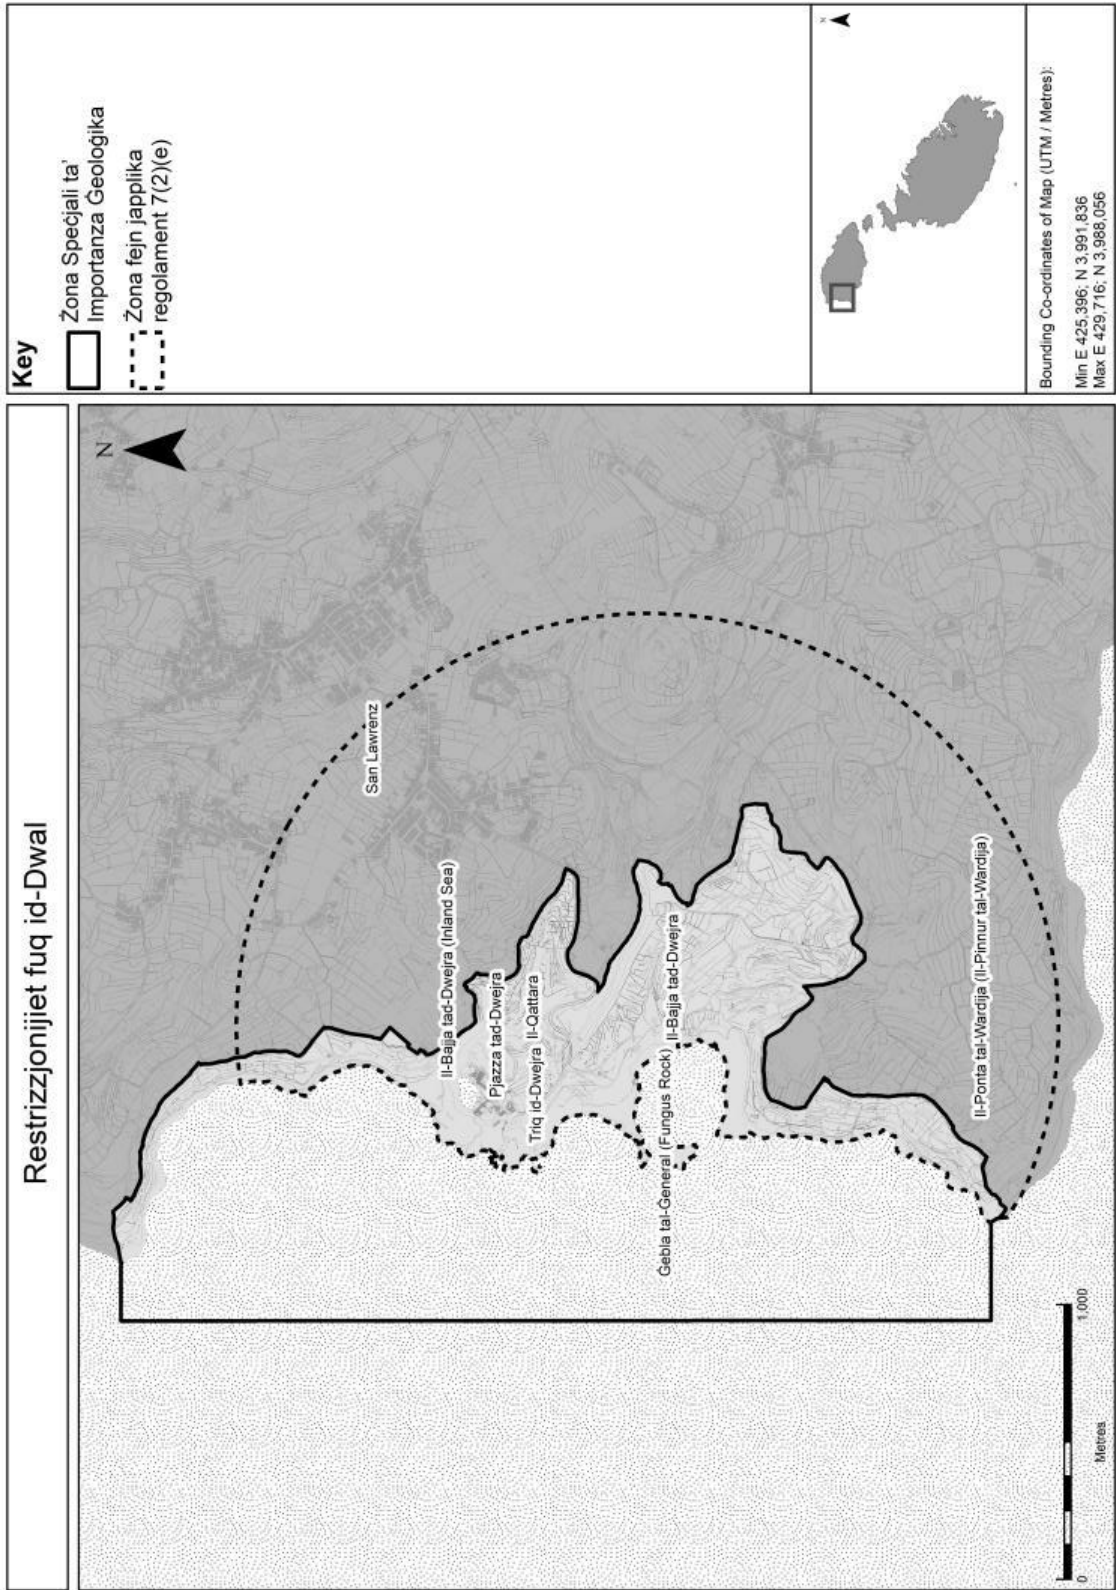 Restrizzjonijiet fuq id-Dwal
N
San Lawrenz
Il-Bajja tad-Dwejra (Inland Sea)
Pjazza tad-Dwejra
Triq id-Dwejra
Il-Qattara
Ġebla tal-Ġeneral (Fungus Rock)
Il-Bajja tad-Dwejra
Il-Ponta tal-Wardija (Il-Pinnur tal-Wardija)
0
1,000
Metres
Key
Żona Speċjali ta'
Importanza Ġeoloġika
Żona fejn japplika
regolament 7(2)(e)
N
Bounding Co-ordinates of Map (UTM / Metres):
Min E 425,396; N 3,991,836
Max E 429,716; N 3,988,056